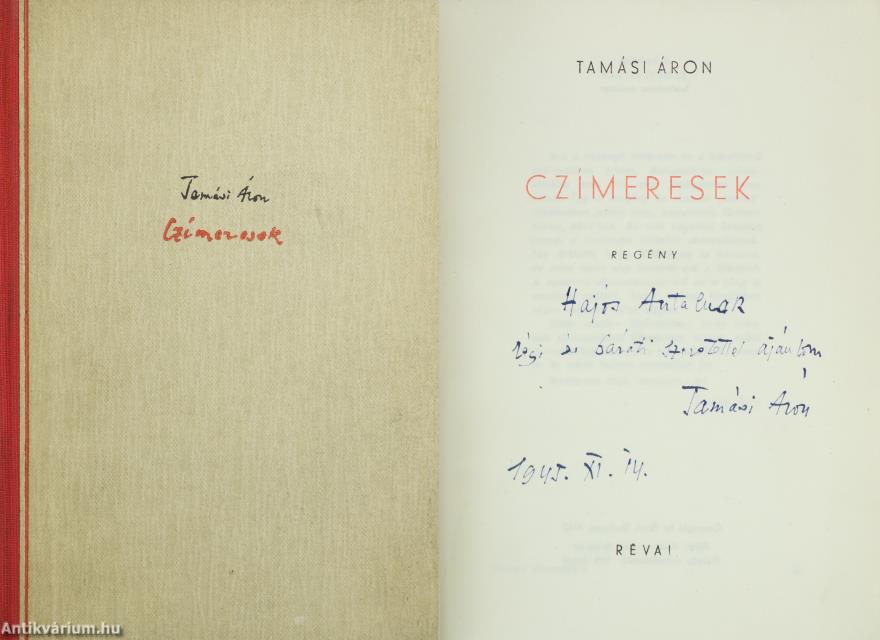 Tamási Áron
Czímeresek
TAMÁSI ÁRON
CZÍMERESEK
REGÉNY
Hajós Antalnak
régi és baráti szeretettel ajánlom
Tamási Áron
1945. XI. 14.
RÉVAI
Antikvárium.hu